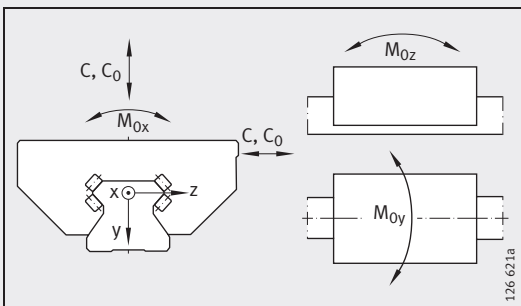 C, C₀
M₀ₓ
C, C₀
x
z
y
M₀z
M₀y
126 621a